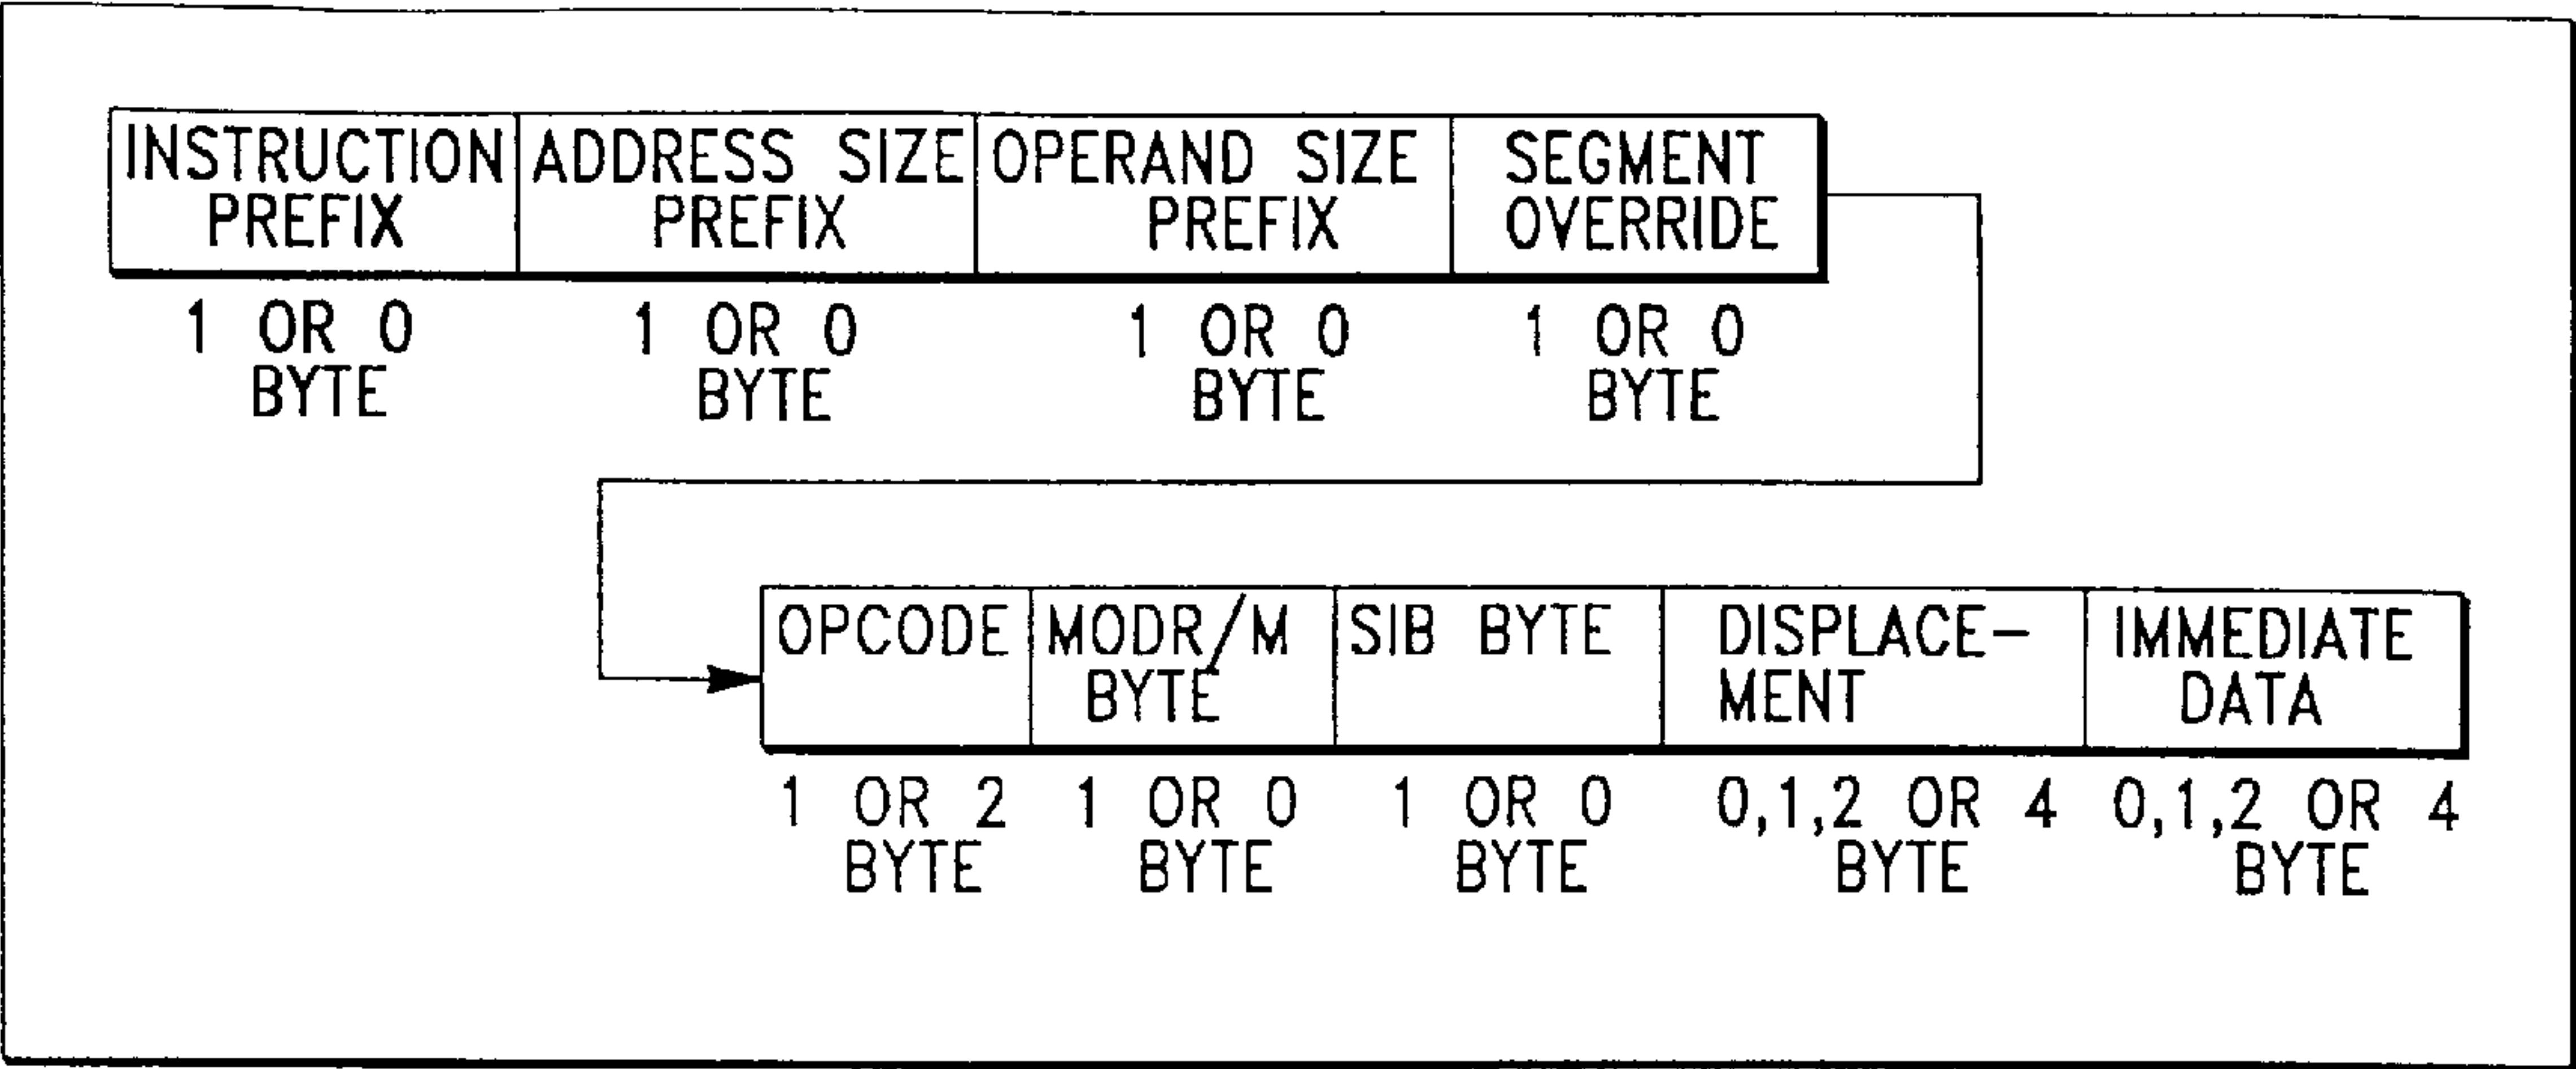 INSTRUCTION PREFIX
ADDRESS SIZE PREFIX
OPERAND SIZE PREFIX
SEGMENT OVERRIDE
1 OR 0 BYTE
1 OR 0 BYTE
1 OR 0 BYTE
1 OR 0 BYTE
OPCODE
MODR/M BYTE
SIB BYTE
DISPLACE-
MENT
IMMEDIATE DATA
1 OR 2 BYTE
1 OR 0 BYTE
1 OR 0 BYTE
0,1,2 OR 4 BYTE
0,1,2 OR 4 BYTE